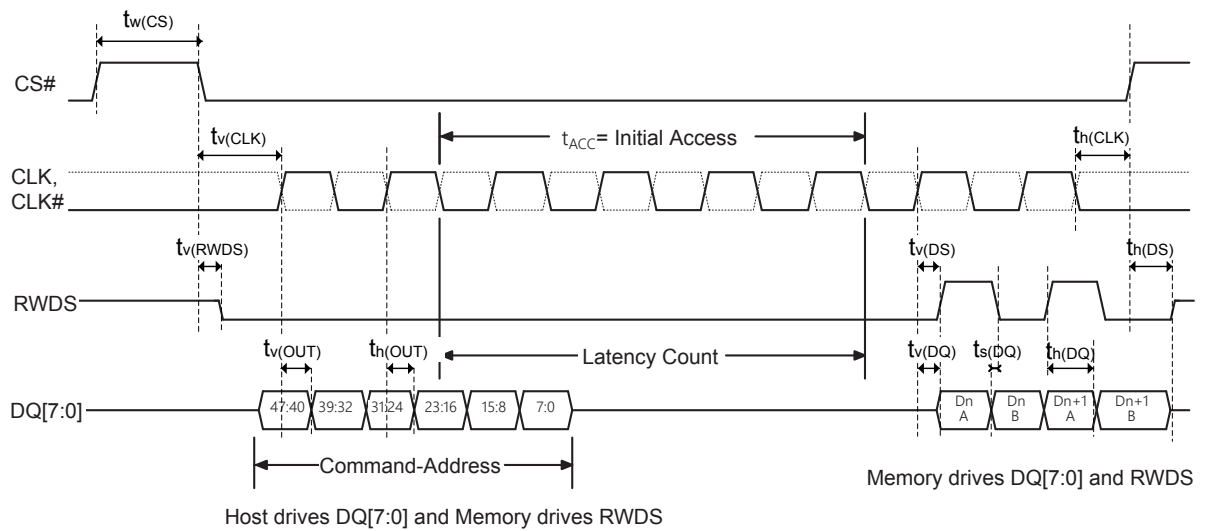 tw(CS)
CS#
tv(CLK)
tACC= Initial Access
th(CLK)
CLK,
CLK#
tv(RWDS)
tv(DS)
th(DS)
RWDS
tv(OUT)
th(OUT)
Latency Count
tv(DQ)
ts(DQ)
th(DQ)
DQ[7:0]
47:40
39:32
31:24
23:16
15:8
7:0
Dn
A
Dn
B
Dn+1
A
Dn+1
B
Command-Address
Memory drives DQ[7:0] and RWDS
Host drives DQ[7:0] and Memory drives RWDS